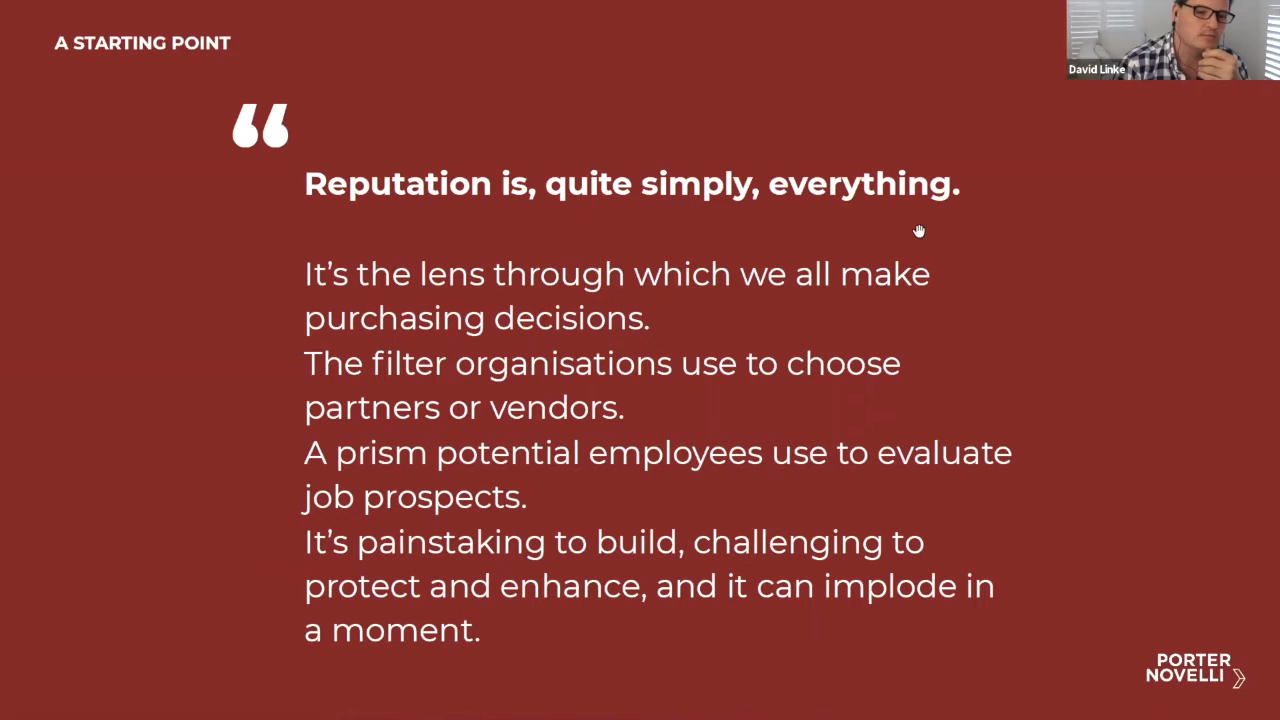 A STARTING POINT
David Linke
“
Reputation is, quite simply, everything.
It’s the lens through which we all make
purchasing decisions.
The filter organisations use to choose
partners or vendors.
A prism potential employees use to evaluate
job prospects.
It’s painstaking to build, challenging to
protect and enhance, and it can implode in
a moment.
PORTER
NOVELLI